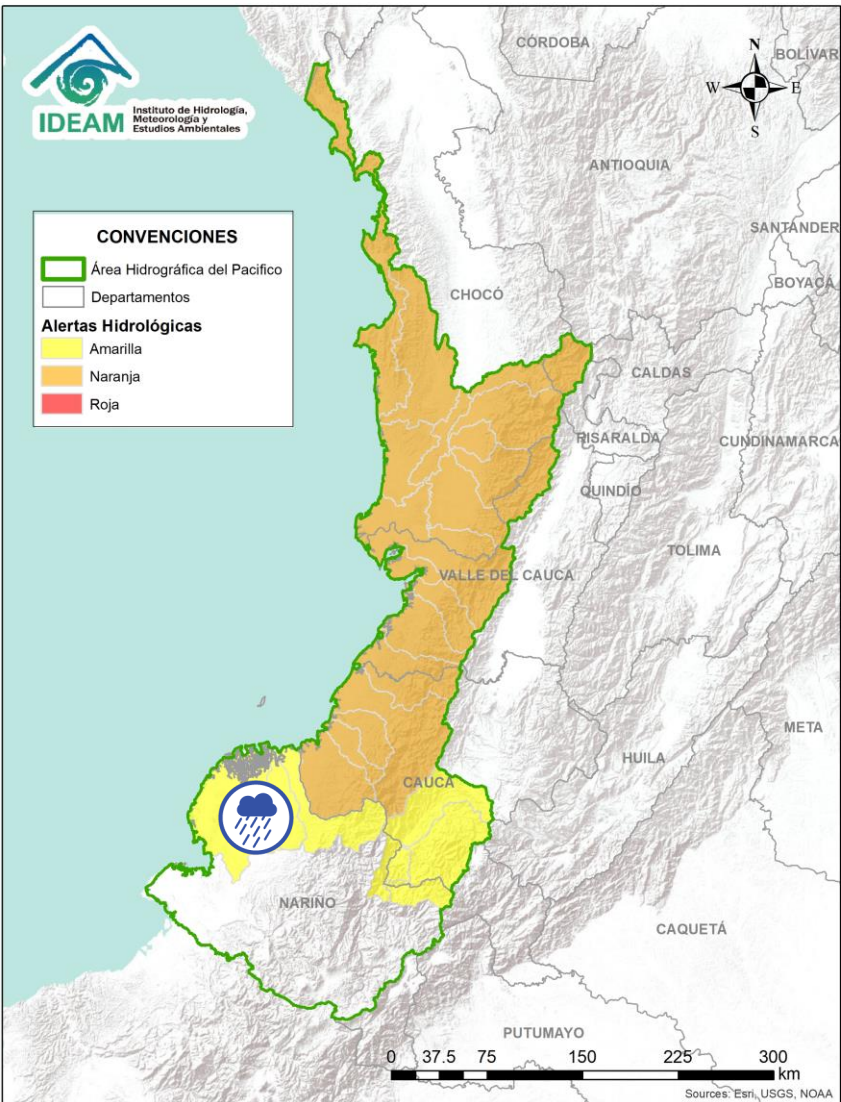 IDEAM
Instituto de Hidrología,
Meteorología y
Estudios Ambientales
N
W
E
S
CÓRDOBA
BOLÍVAR
ANTIOQUIA
SANTANDER
BOYACÁ
CHOCÓ
CONVENCIONES
Área Hidrográfica del Pacifico
Departamentos
Alertas Hidrológicas
Amarilla
Naranja
Roja
CALDAS
RISARALDA
CUNDINAMARCA
QUINDÍO
TOLIMA
VALLE DEL CAUCA
META
HUILA
CAUCA
NARIÑO
CAQUETÁ
PUTUMAYO
0 37.5 75 150 225 300
km
Sources: Esri, USGS, NOAA